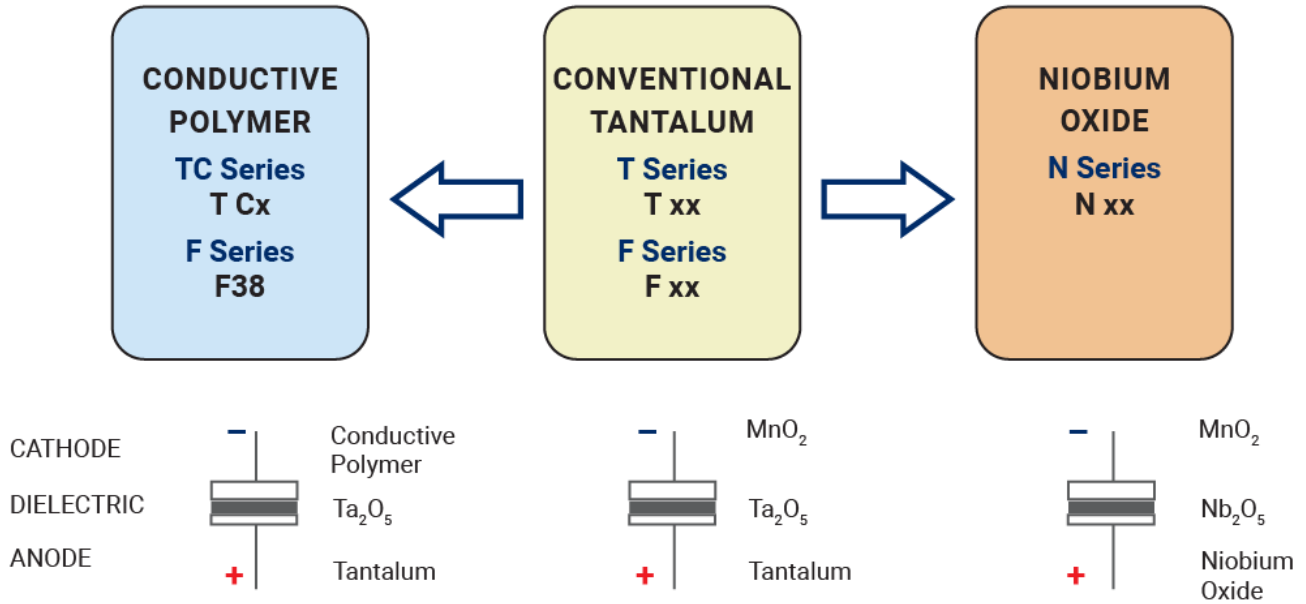 CONDUCTIVE
POLYMER
TC Series
T Cx
F Series
F38
CONVENTIONAL
TANTALUM
T Series
T xx
F Series
F xx
NIOBIUM
OXIDE
N Series
N xx
CATHODE
DIELECTRIC
ANODE
−
Conductive
Polymer
Ta₂O₅
+
Tantalum
−
MnO₂
Ta₂O₅
+
Tantalum
−
MnO₂
Nb₂O₅
+
Niobium
Oxide